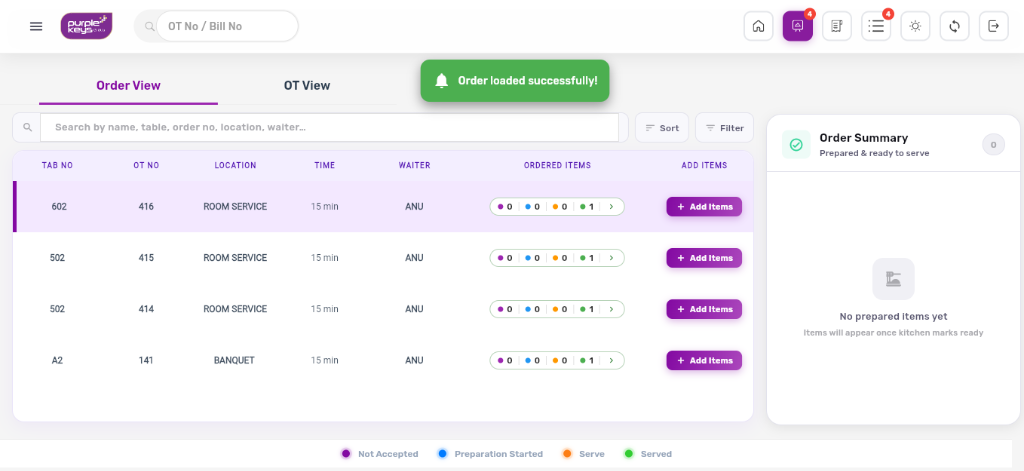 purple
keys
OT No / Bill No
4
4
Order View
OT View
Order loaded successfully!
Search by name, table, order no, location, waiter...
Sort
Filter
Order Summary
Prepared & ready to serve
0
TAB NO OT NO LOCATION TIME WAITER ORDERED ITEMS ADD ITEMS
602 416 ROOM SERVICE 15 min ANU 0 0 0 1 > + Add Items
502 415 ROOM SERVICE 15 min ANU 0 0 0 1 > + Add Items
502 414 ROOM SERVICE 15 min ANU 0 0 0 1 > + Add Items
A2 141 BANQUET 15 min ANU 0 0 0 1 > + Add Items
No prepared items yet
Items will appear once kitchen marks ready
Not Accepted Preparation Started Serve Served